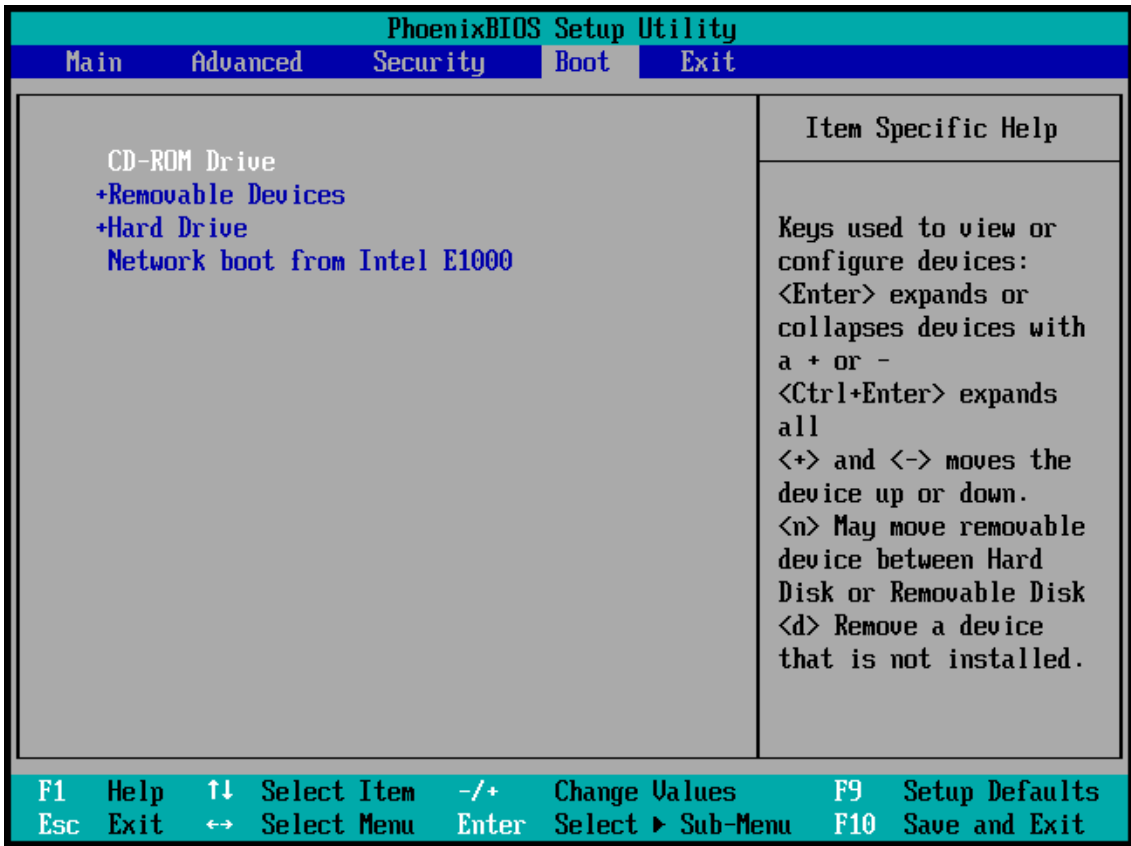 PhoenixBIOS Setup Utility
Main Advanced Security Boot Exit
CD-ROM Drive
+Removable Devices
+Hard Drive
Network boot from Intel E1000
Item Specific Help
Keys used to view or
configure devices:
<Enter> expands or
collapses devices with
a + or -
<Ctrl+Enter> expands
all
<+> and <-> moves the
device up or down.
<n> May move removable
device between Hard
Disk or Removable Disk
<d> Remove a device
that is not installed.
F1 Help ↑↓ Select Item -/+ Change Values F9 Setup Defaults
Esc Exit ↔ Select Menu Enter Select ▶ Sub-Menu F10 Save and Exit